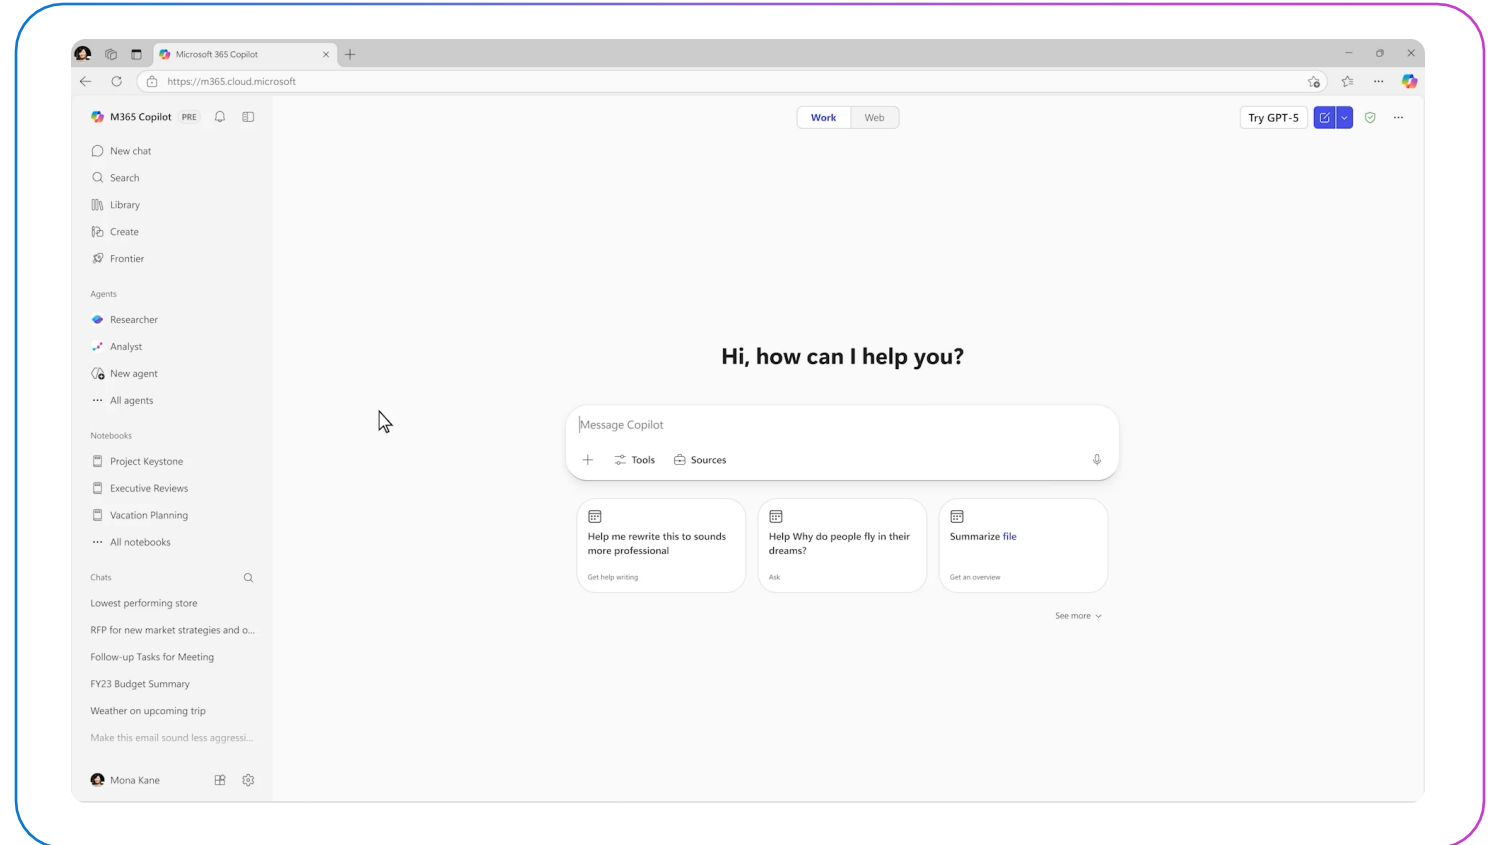 Microsoft 365 Copilot
https://m365.cloud.microsoft
M365 Copilot PRE
Work Web
Try GPT-5
New chat
Search
Library
Create
Frontier
Agents
Researcher
Analyst
New agent
All agents
Notebooks
Project Keystone
Executive Reviews
Vacation Planning
All notebooks
Chats
Lowest performing store
RFP for new market strategies and o...
Follow-up Tasks for Meeting
FY23 Budget Summary
Weather on upcoming trip
Make this email sound less aggressi...
Mona Kane
Hi, how can I help you?
Message Copilot
Tools Sources
Help me rewrite this to sounds
more professional
Get help writing
Help Why do people fly in their
dreams?
Ask
Summarize file
Get an overview
See more